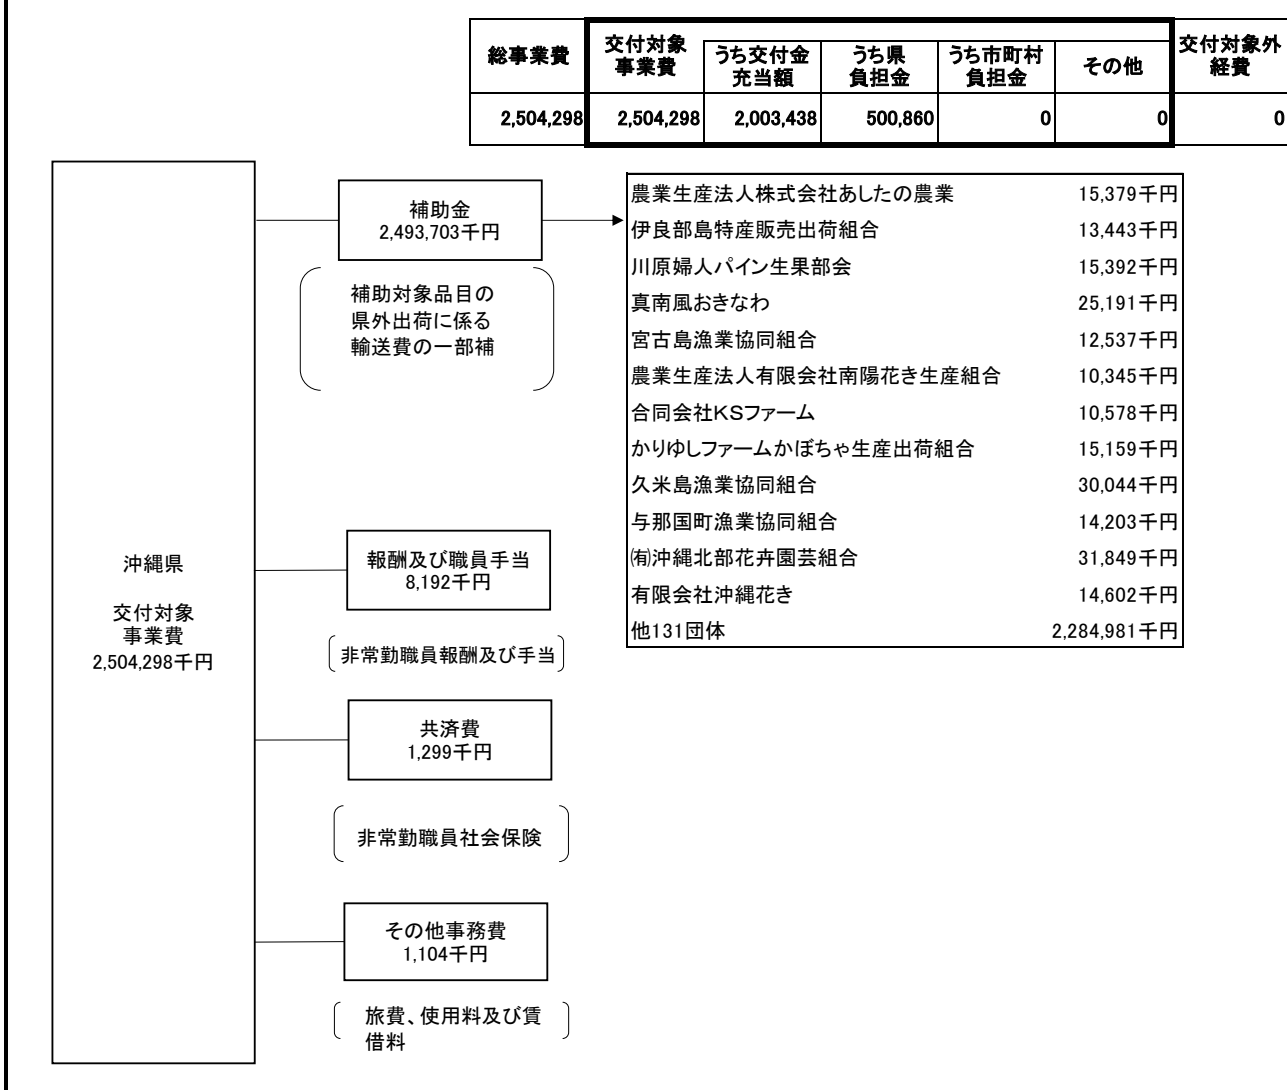 総事業費
交付対象
事業費
うち交付金
充当額
うち県
負担金
うち市町村
負担金
その他
交付対象外
経費
2,504,298 2,504,298 2,003,438 500,860 0 0 0
補助金
2,493,703千円
補助対象品目の
県外出荷に係る
輸送費の一部補
農業生産法人株式会社あしたの農業 15,379千円
伊良部島特産販売出荷組合 13,443千円
川原婦人パイン生果部会 15,392千円
真南風おきなわ 25,191千円
宮古島漁業協同組合 12,537千円
農業生産法人有限会社南陽花き生産組合 10,345千円
合同会社KSファーム 10,578千円
かりゆしファームかぼちゃ生産出荷組合 15,159千円
久米島漁業協同組合 30,044千円
与那国町漁業協同組合 14,203千円
㈲沖縄北部花卉園芸組合 31,849千円
有限会社沖縄花き 14,602千円
他131団体 2,284,981千円
沖縄県
交付対象
事業費
2,504,298千円
報酬及び職員手当
8,192千円
非常勤職員報酬及び手当
共済費
1,299千円
非常勤職員社会保険
その他事務費
1,104千円
旅費、使用料及び賃
借料